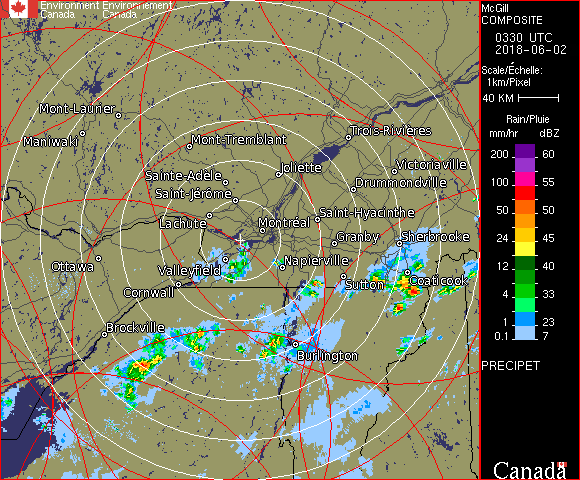 Environment Environnement
Canada Canada
McGill
COMPOSITE
0330 UTC
2018-06-02
Scale/Échelle:
1km/Pixel
40 KM
Rain/Pluie
mm/hr dBZ
200 60
100 55
50 50
24 45
12 40
4 33
1 23
0.1 7
PRECIPET
Canada
Mont-Laurier
Maniwaki
Mont-Tremblant
Trois-Rivières
Victoriaville
Joliette
Sainte-Adèle
Drummondville
Saint-Jérôme
Saint-Hyacinthe
Lachute
Montréal
Granby
Sherbrooke
Ottawa
Valleyfield
Napierville
Cornwall
Sutton
Coaticook
Brockville
Burlington